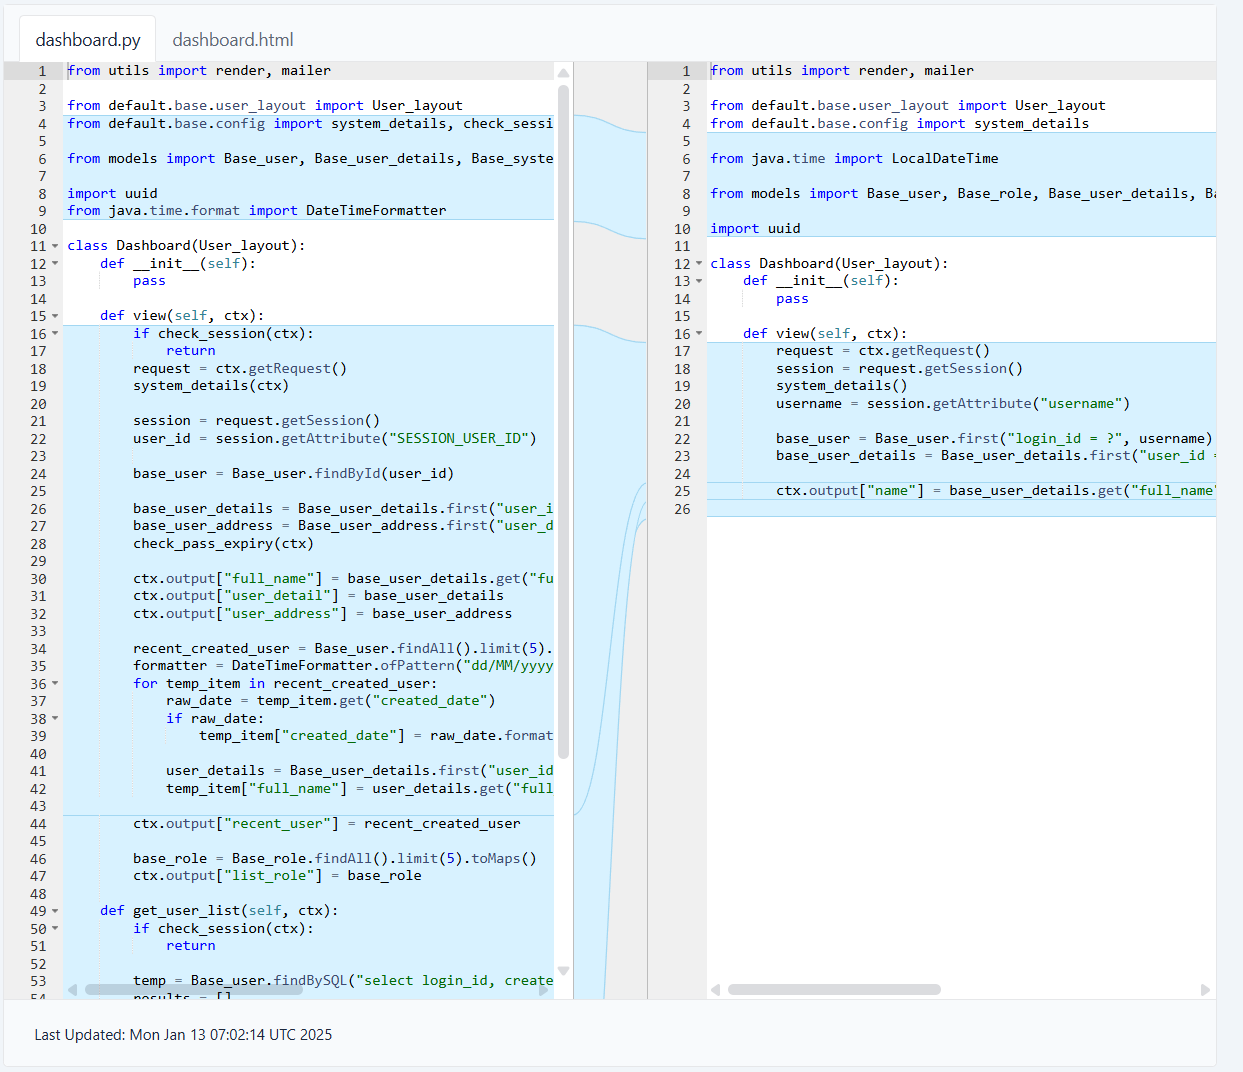 dashboard.py dashboard.html
1 from utils import render, mailer
2
3 from default.base.user_layout import User_layout
4 from default.base.config import system_details, check_sessi
5
6 from models import Base_user, Base_user_details, Base_syste
7
8 import uuid
9 from java.time.format import DateTimeFormatter
10
11 class Dashboard(User_layout):
12 def __init__(self):
13 pass
14
15 def view(self, ctx):
16 if check_session(ctx):
17 return
18 request = ctx.getRequest()
19 system_details(ctx)
20
21 session = request.getSession()
22 user_id = session.getAttribute("SESSION_USER_ID")
23
24 base_user = Base_user.findById(user_id)
25
26 base_user_details = Base_user_details.first("user_i
27 base_user_address = Base_user_address.first("user_d
28 check_pass_expiry(ctx)
29
30 ctx.output["full_name"] = base_user_details.get("fu
31 ctx.output["user_detail"] = base_user_details
32 ctx.output["user_address"] = base_user_address
33
34 recent_created_user = Base_user.findAll().limit(5).
35 formatter = DateTimeFormatter.ofPattern("dd/MM/yyyy
36 for temp_item in recent_created_user:
37 raw_date = temp_item.get("created_date")
38 if raw_date:
39 temp_item["created_date"] = raw_date.format
40
41 user_details = Base_user_details.first("user_id
42 temp_item["full_name"] = user_details.get("full
43
44 ctx.output["recent_user"] = recent_created_user
45
46 base_role = Base_role.findAll().limit(5).toMaps()
47 ctx.output["list_role"] = base_role
48
49 def get_user_list(self, ctx):
50 if check_session(ctx):
51 return
52
53 temp = Base_user.findBySQL("select login_id, create
54 results = []
1 from utils import render, mailer
2
3 from default.base.user_layout import User_layout
4 from default.base.config import system_details
5
6 from java.time import LocalDateTime
7
8 from models import Base_user, Base_role, Base_user_details, Ba
9
10 import uuid
11
12 class Dashboard(User_layout):
13 def __init__(self):
14 pass
15
16 def view(self, ctx):
17 request = ctx.getRequest()
18 session = request.getSession()
19 system_details()
20 username = session.getAttribute("username")
21
22 base_user = Base_user.first("login_id = ?", username)
23 base_user_details = Base_user_details.first("user_id =
24
25 ctx.output["name"] = base_user_details.get("full_name"
26
Last Updated: Mon Jan 13 07:02:14 UTC 2025